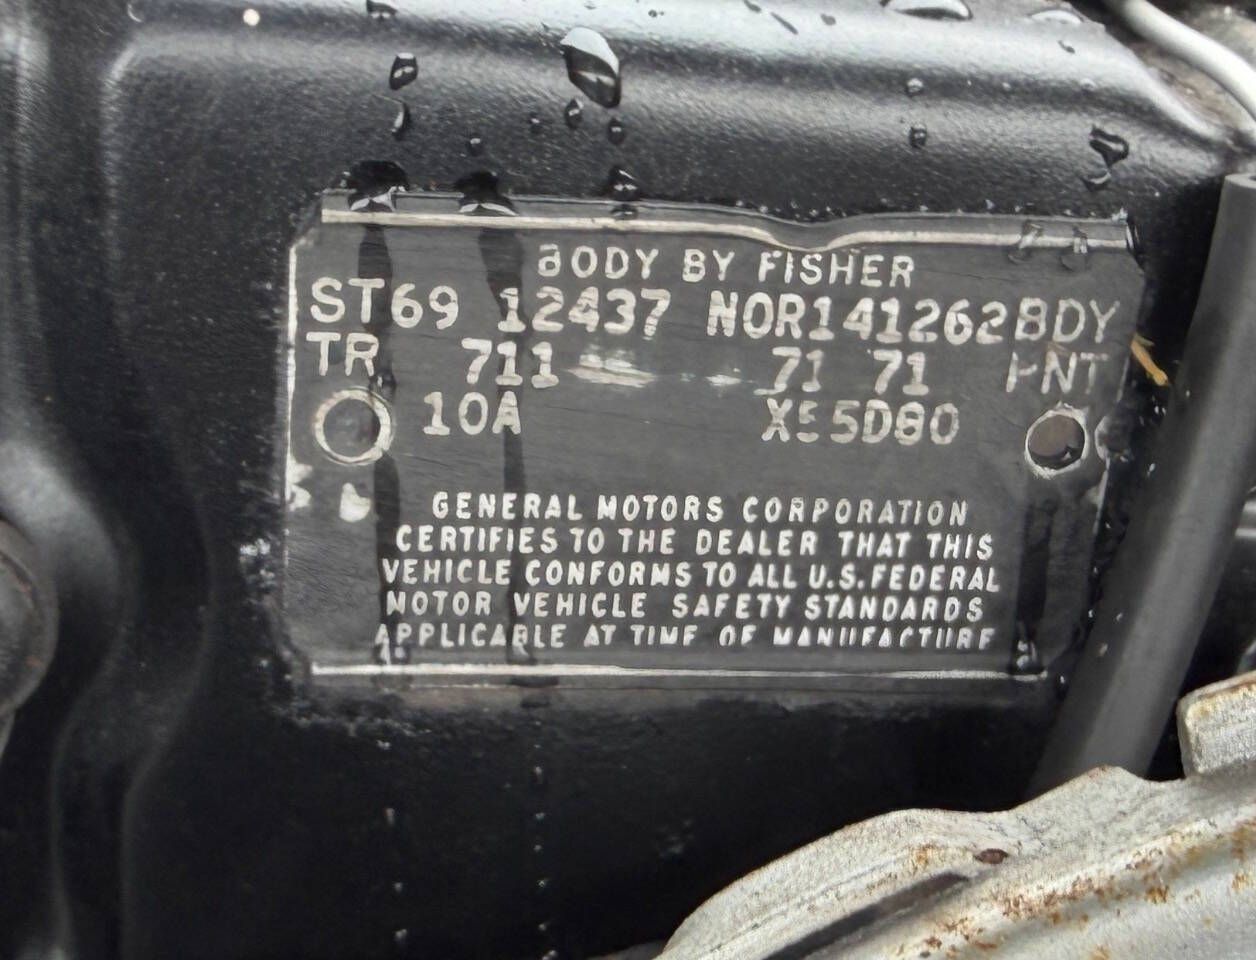 BODY BY FISHER
ST69 12437 NOR141262BDY
TR 711 71 71 PNT
10A X55D80
GENERAL MOTORS CORPORATION
CERTIFIES TO THE DEALER THAT THIS
VEHICLE CONFORMS TO ALL U.S. FEDERAL
MOTOR VEHICLE SAFETY STANDARDS
APPLICABLE AT TIME OF MANUFACTURE